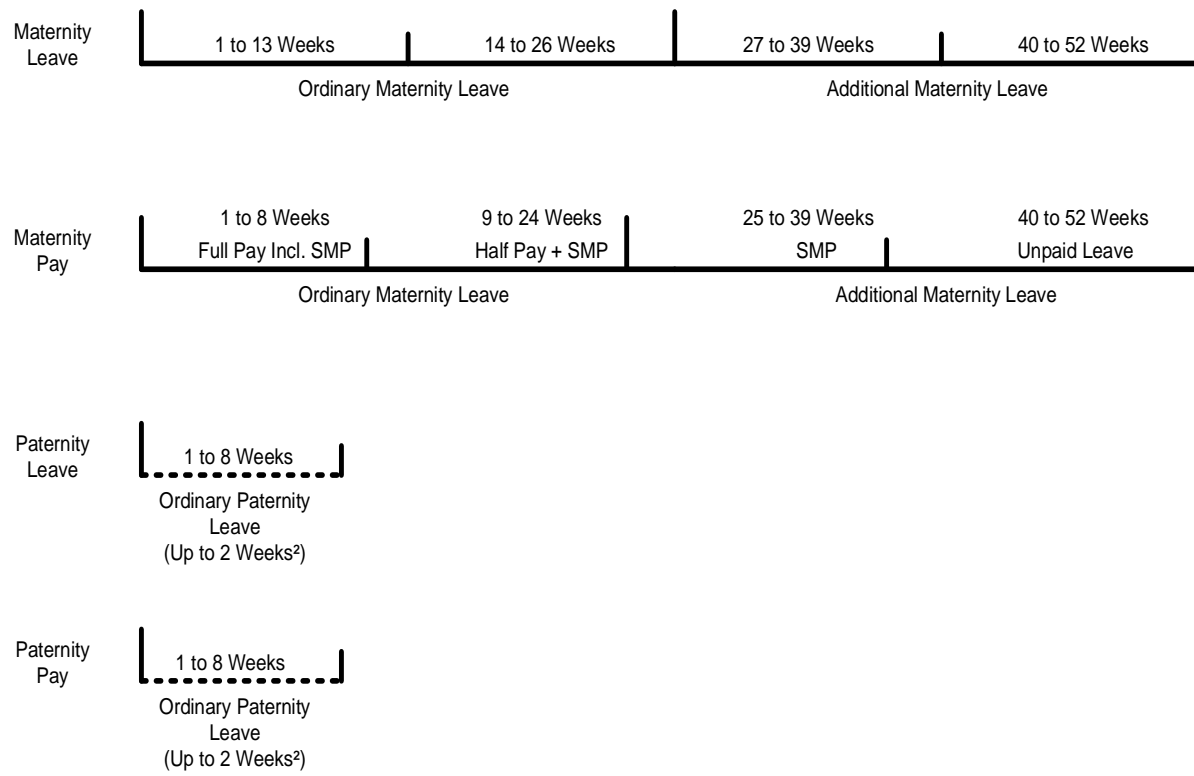 Maternity
Leave
1 to 13 Weeks
14 to 26 Weeks
27 to 39 Weeks
40 to 52 Weeks
Ordinary Maternity Leave
Additional Maternity Leave
Maternity
Pay
1 to 8 Weeks
Full Pay Incl. SMP
9 to 24 Weeks
Half Pay + SMP
25 to 39 Weeks
SMP
40 to 52 Weeks
Unpaid Leave
Ordinary Maternity Leave
Additional Maternity Leave
Paternity
Leave
1 to 8 Weeks
Ordinary Paternity
Leave
(Up to 2 Weeks²)
Paternity
Pay
1 to 8 Weeks
Ordinary Paternity
Leave
(Up to 2 Weeks²)